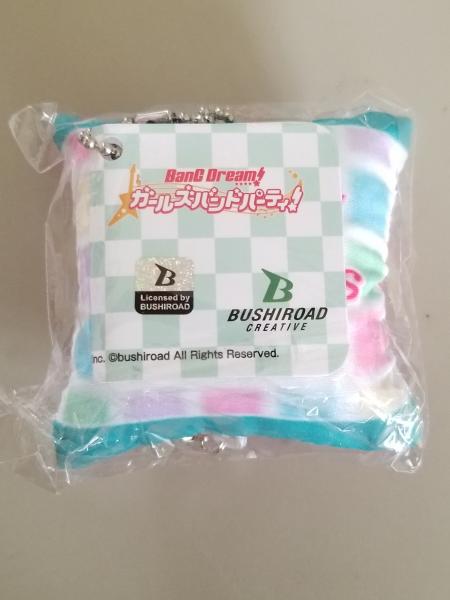 BanG Dream!
ガールズバンドパーティ!
B
Licensed by
BUSHIROAD
B
BUSHIROAD
CREATIVE
inc. ©bushiroad All Rights Reserved.
S